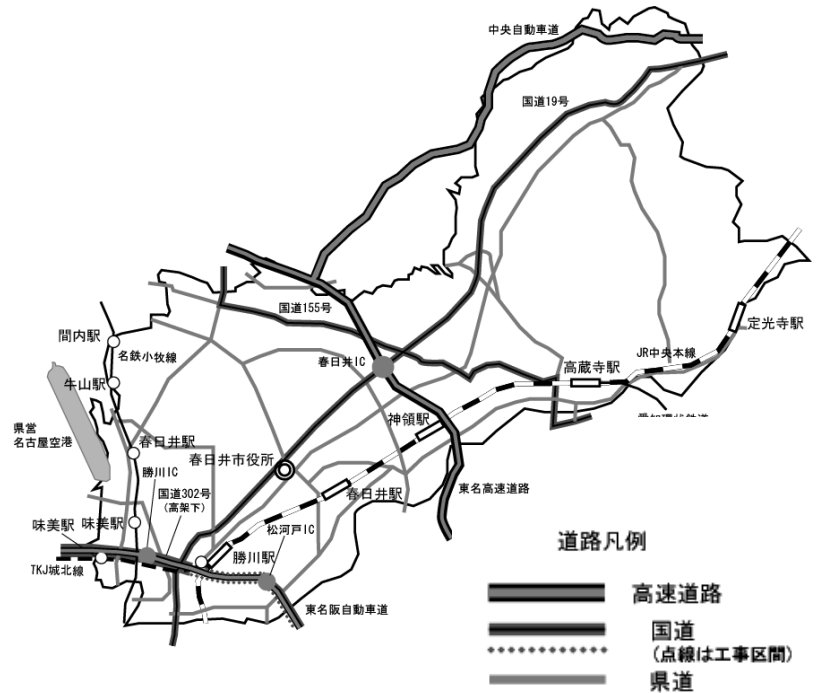 中央自動車道
国道19号
国道155号
間内駅
名鉄小牧線
春日井IC
牛山駅
高蔵寺駅
JR中央本線
定光寺駅
県営
名古屋空港
神領駅
春日井駅
春日井市役所
勝川IC
国道302号
(高架下)
春日井駅
東名高速道路
味美駅
味美駅
松河戸IC
勝川駅
TKJ城北線
東名阪自動車道
道路凡例
高速道路
国道
(点線は工事区間)
県道